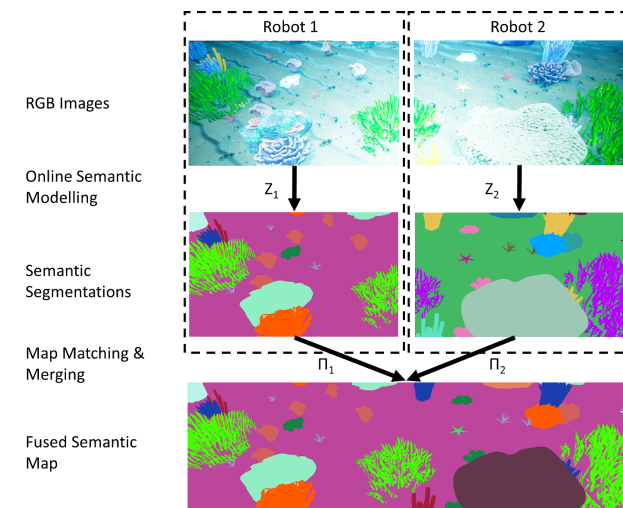 Robot 1
Robot 2
RGB Images
Online Semantic
Modelling
Z1
Z2
Semantic
Segmentations
Map Matching &
Merging
Π1
Π2
Fused Semantic
Map